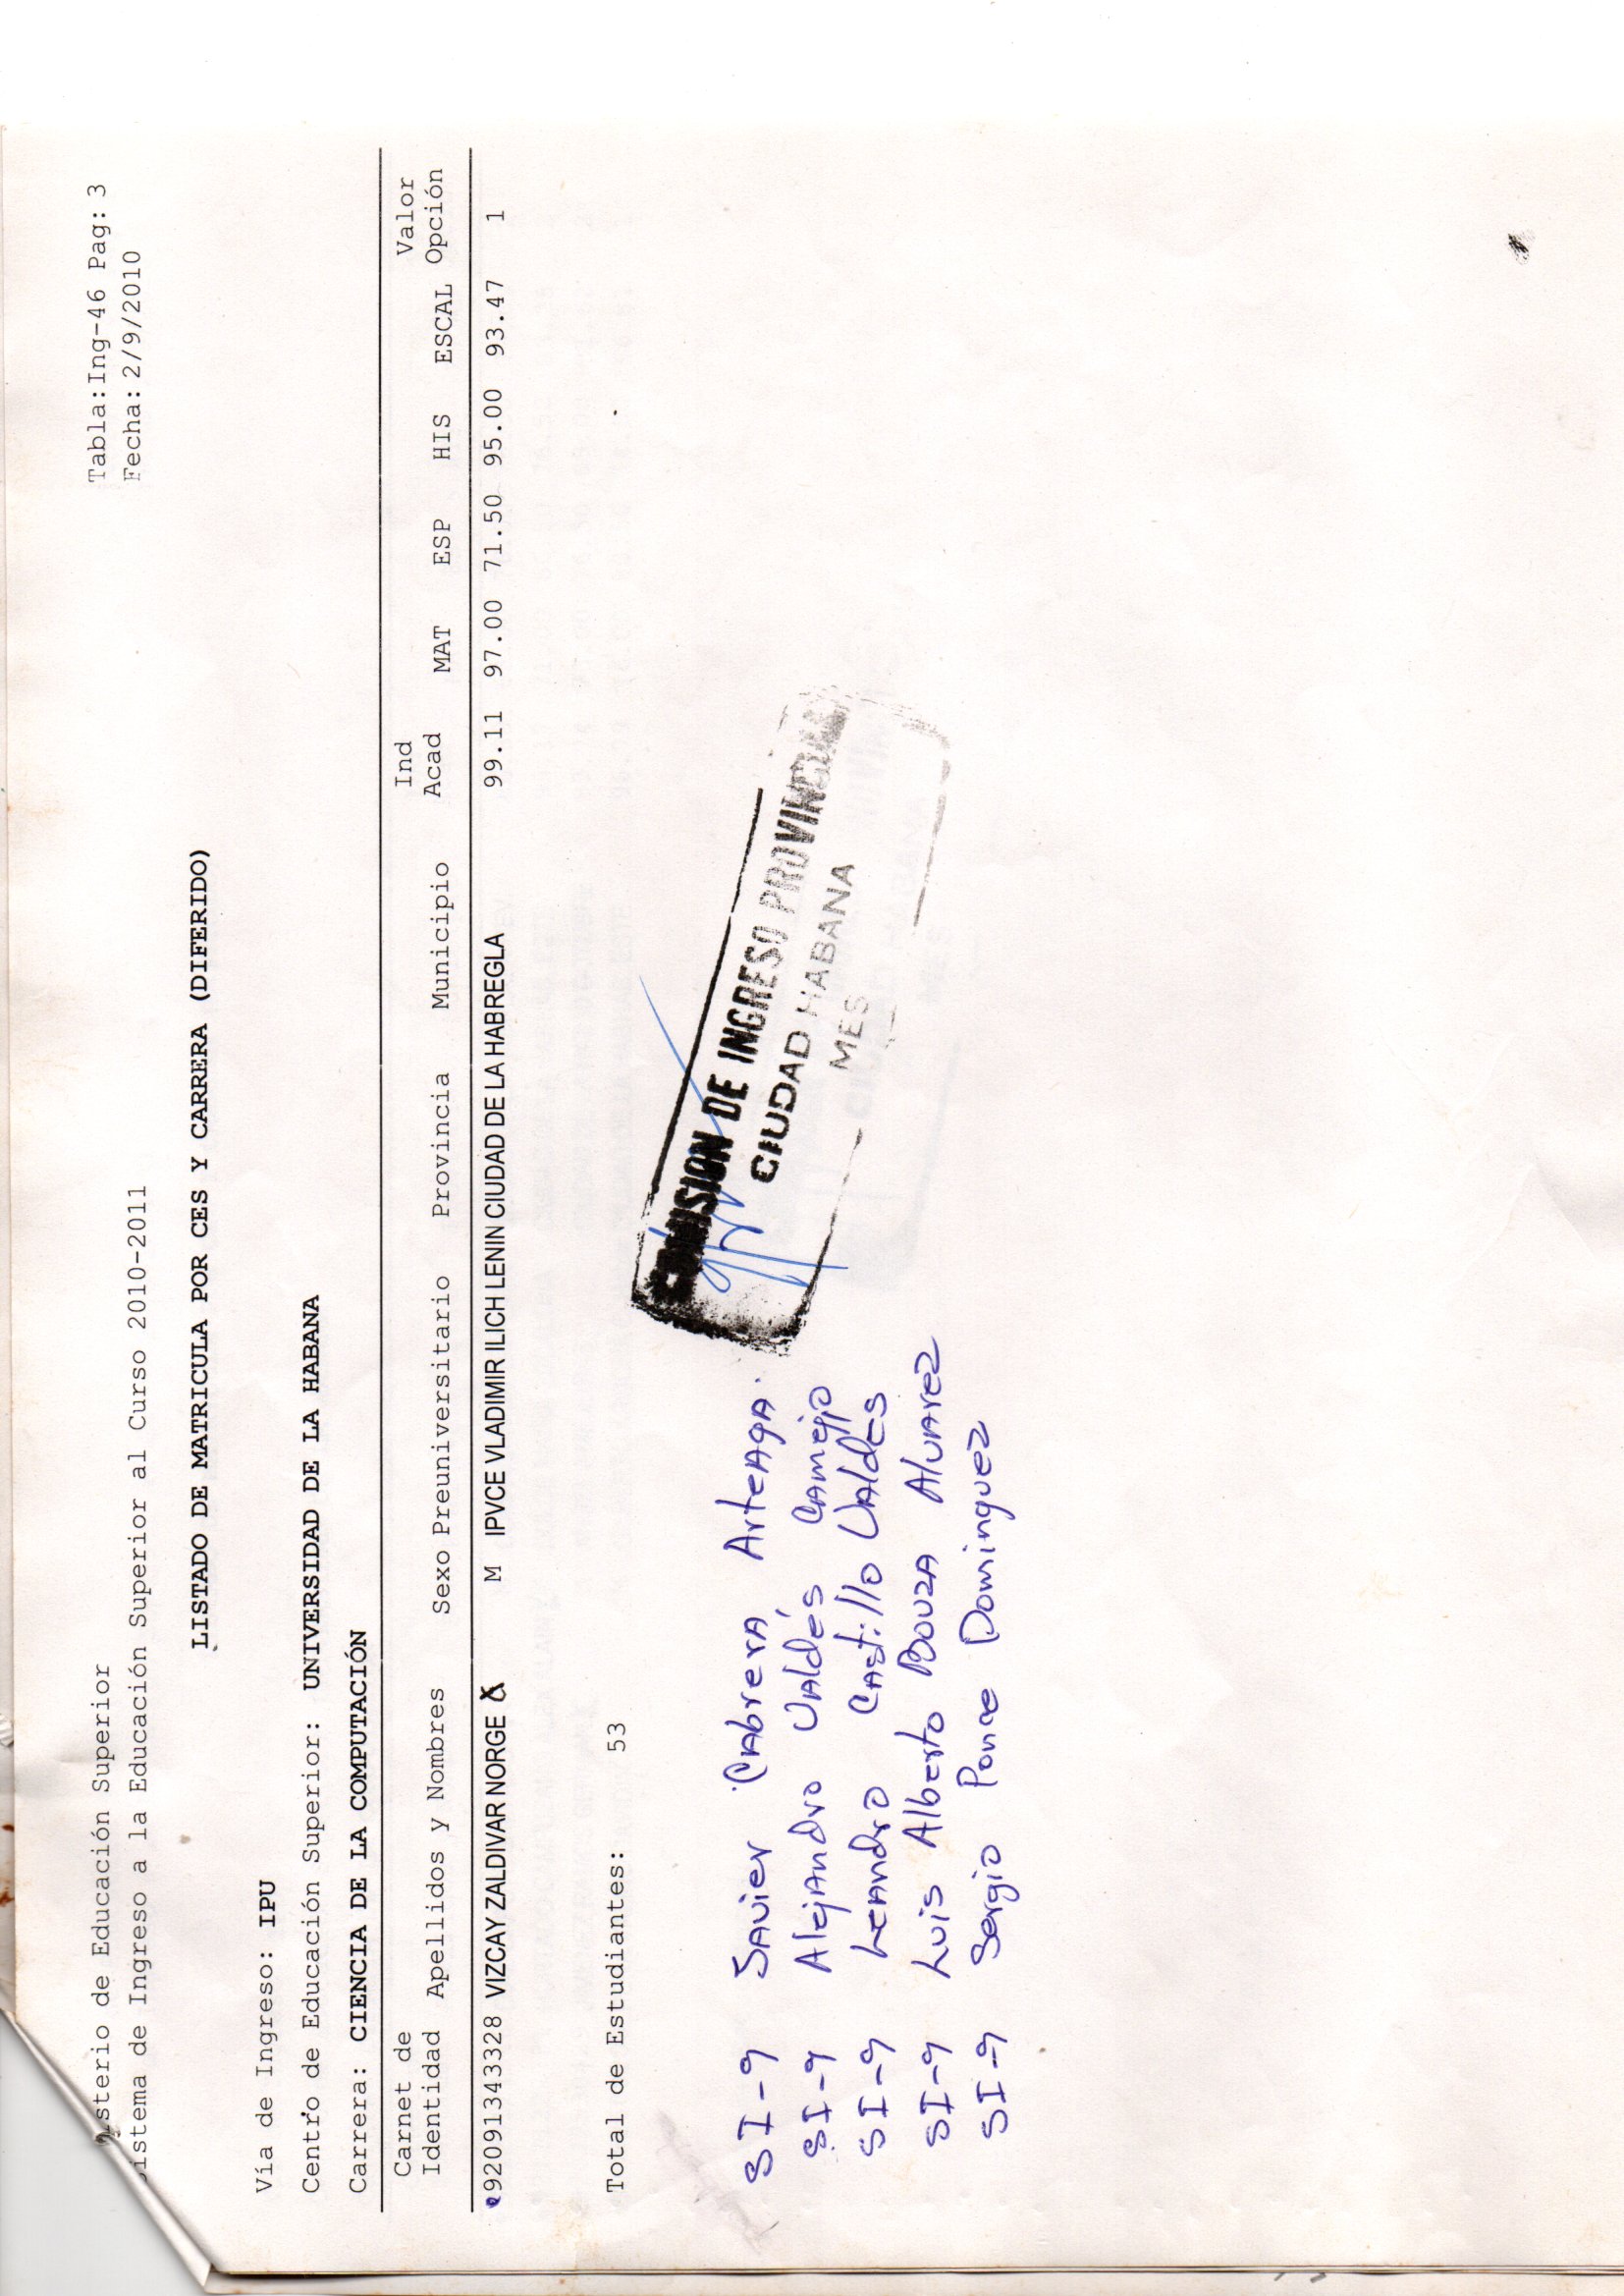 sterio de Educación Superior
Sistema de Ingreso a la Educación Superior al Curso 2010-2011
Tabla: Ing-46 Pag: 3
Fecha: 2/9/2010
LISTADO DE MATRICULA POR CES Y CARRERA (DIFERIDO)
Vía de Ingreso: IPU
Centro de Educación Superior: UNIVERSIDAD DE LA HABANA
Carrera: CIENCIA DE LA COMPUTACIÓN
Carnet de Identidad Apellidos y Nombres Sexo Preuniversitario Provincia Municipio Ind Acad MAT ESP HIS ESCAL Valor Opción
92091343328 VIZCAY ZALDIVAR NORGE M IPVCE VLADIMIR ILICH LENIN CIUDAD DE LA HABREGLA 99.11 97.00 71.50 95.00 93.47 1
Total de Estudiantes: 53
COMISION DE INGRESO PROVINCIAL
CIUDAD HABANA
MES
SI-9 Javier Cabrera Arteaga.
SI-9 Alejandro Valdés Camejo
SI-9 Leandro Castillo Valdés
SI-9 Luis Alberto Bouza Alvarez
SI-9 Sergio Ponce Dominguez